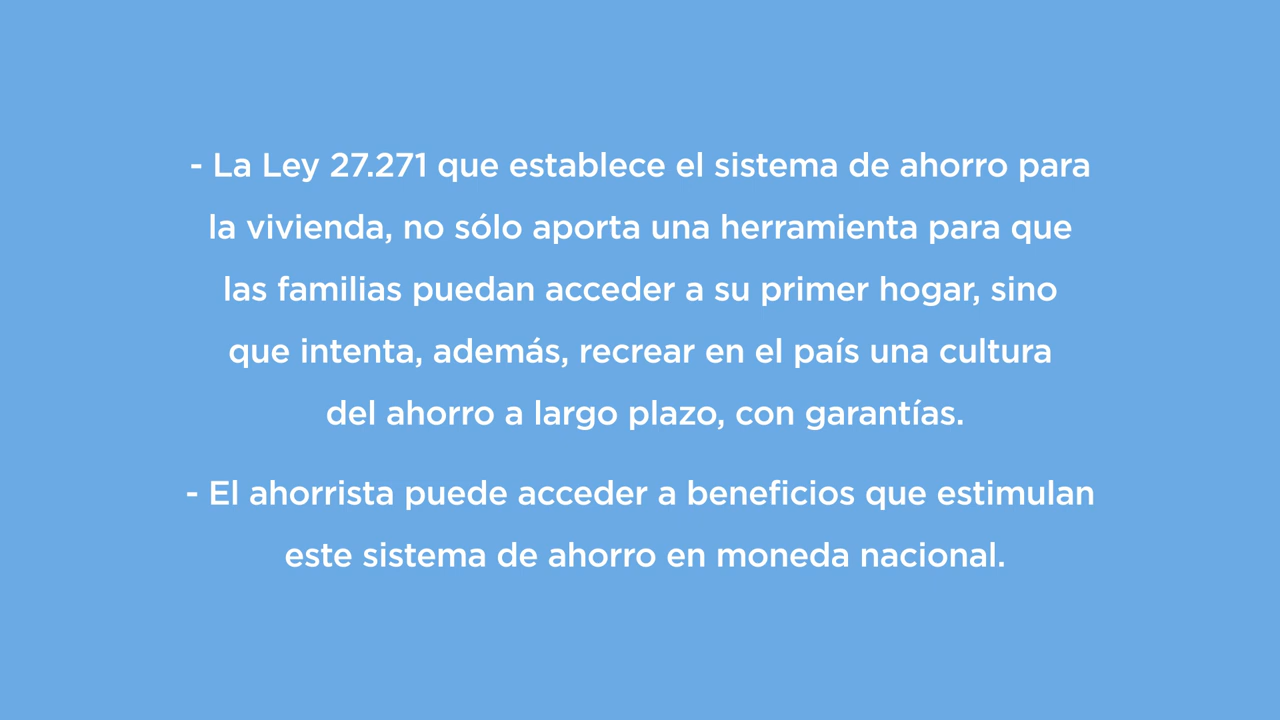 - La Ley 27.271 que establece el sistema de ahorro para
la vivienda, no sólo aporta una herramienta para que
las familias puedan acceder a su primer hogar, sino
que intenta, además, recrear en el país una cultura
del ahorro a largo plazo, con garantías.
- El ahorrista puede acceder a beneficios que estimulan
este sistema de ahorro en moneda nacional.